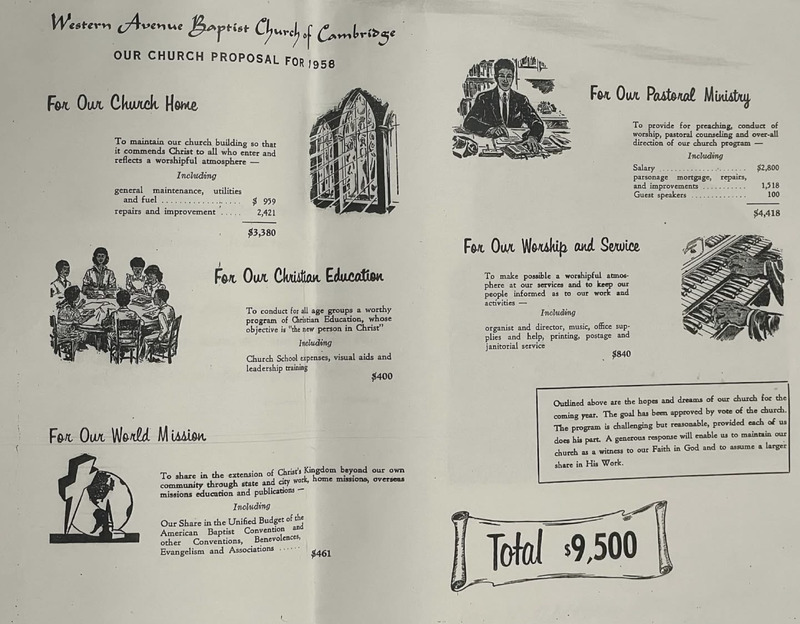 Western Avenue Baptist Church of Cambridge
OUR CHURCH PROPOSAL FOR 1958
For Our Church Home
To maintain our church building so that
it commends Christ to all who enter and
reflects a worshipful atmosphere —
Including
general maintenance, utilities
and fuel .................. $ 959
repairs and improvement ..... 2,421
$3,380
For Our Christian Education
To conduct for all age groups a worthy
program of Christian Education, whose
objective is "the new person in Christ"
Including
Church School expenses, visual aids and
leadership training
$400
For Our World Mission
To share in the extension of Christ's Kingdom beyond our own
community through state and city work, home missions, overseas
missions education and publications —
Including
Our Share in the Unified Budget of the
American Baptist Convention and
other Conventions, Benevolences,
Evangelism and Associations ...... $461
For Our Pastoral Ministry
To provide for preaching, conduct of
worship, pastoral counseling and over-all
direction of our church program —
Including
Salary ..................... $2,800
parsonage mortgage, repairs,
and improvements ........... 1,518
Guest speakers ............. 100
$4,418
For Our Worship and Service
To make possible a worshipful atmos-
phere at our services and to keep our
people informed as to our work and
activities —
Including
organist and director, music, office sup-
plies and help, printing, postage and
janitorial service
$840
Outlined above are the hopes and dreams of our church for the
coming year. The goal has been approved by vote of the church.
The program is challenging but reasonable, provided each of us
does his part. A generous response will enable us to maintain our
church as a witness to our Faith in God and to assume a larger
share in His Work.
Total $9,500